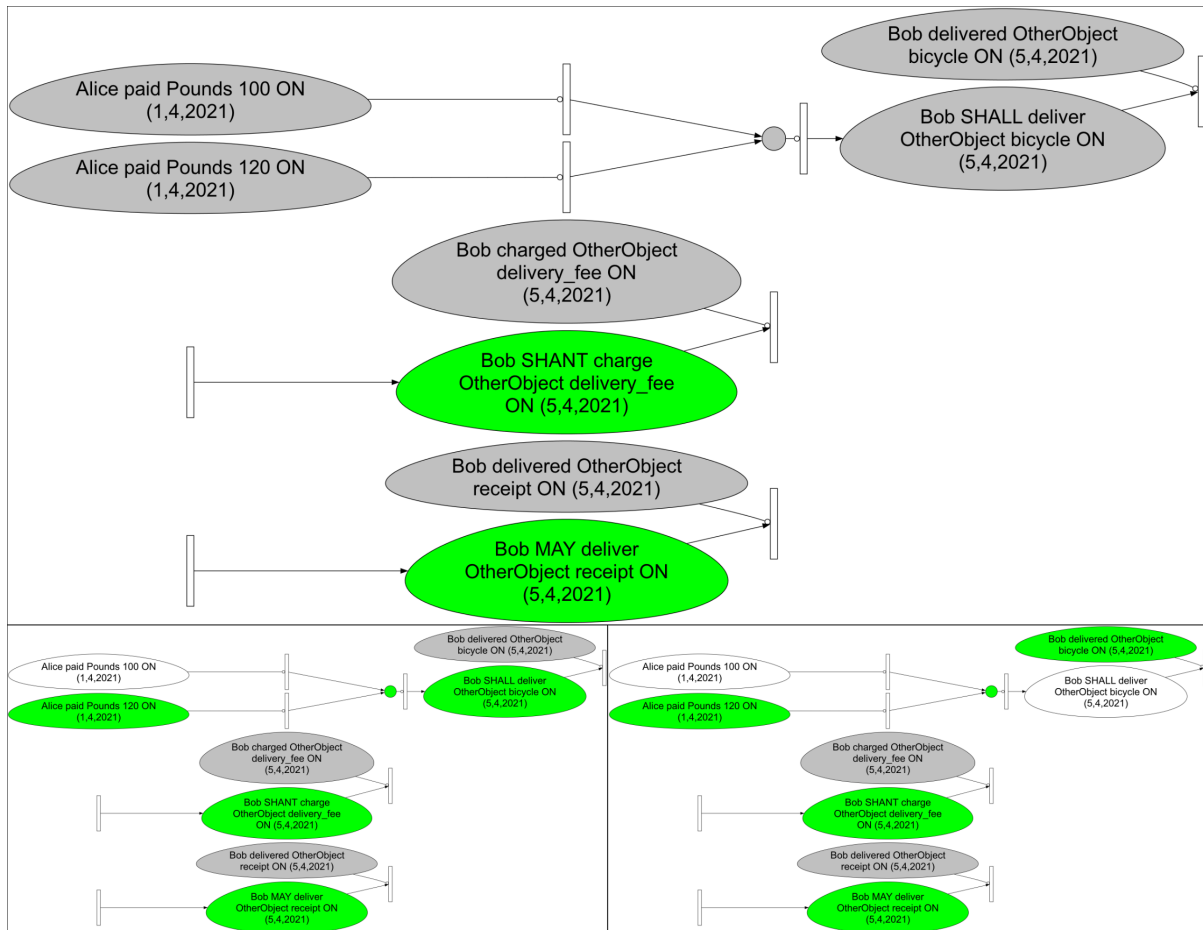 Bob delivered OtherObject
bicycle ON (5,4,2021)
Alice paid Pounds 100 ON
(1,4,2021)
Bob SHALL deliver
OtherObject bicycle ON
(5,4,2021)
Alice paid Pounds 120 ON
(1,4,2021)
Bob charged OtherObject
delivery_fee ON
(5,4,2021)
Bob SHANT charge
OtherObject delivery_fee
ON (5,4,2021)
Bob delivered OtherObject
receipt ON (5,4,2021)
Bob MAY deliver
OtherObject receipt ON
(5,4,2021)
Bob delivered OtherObject
bicycle ON (5,4,2021)
Alice paid Pounds 100 ON
(1,4,2021)
Bob SHALL deliver
OtherObject bicycle ON
(5,4,2021)
Alice paid Pounds 120 ON
(1,4,2021)
Bob charged OtherObject
delivery_fee ON
(5,4,2021)
Bob SHANT charge
OtherObject delivery_fee
ON (5,4,2021)
Bob delivered OtherObject
receipt ON (5,4,2021)
Bob MAY deliver
OtherObject receipt ON
(5,4,2021)
Bob delivered OtherObject
bicycle ON (5,4,2021)
Alice paid Pounds 100 ON
(1,4,2021)
Bob SHALL deliver
OtherObject bicycle ON
(5,4,2021)
Alice paid Pounds 120 ON
(1,4,2021)
Bob charged OtherObject
delivery_fee ON
(5,4,2021)
Bob SHANT charge
OtherObject delivery_fee
ON (5,4,2021)
Bob delivered OtherObject
receipt ON (5,4,2021)
Bob MAY deliver
OtherObject receipt ON
(5,4,2021)